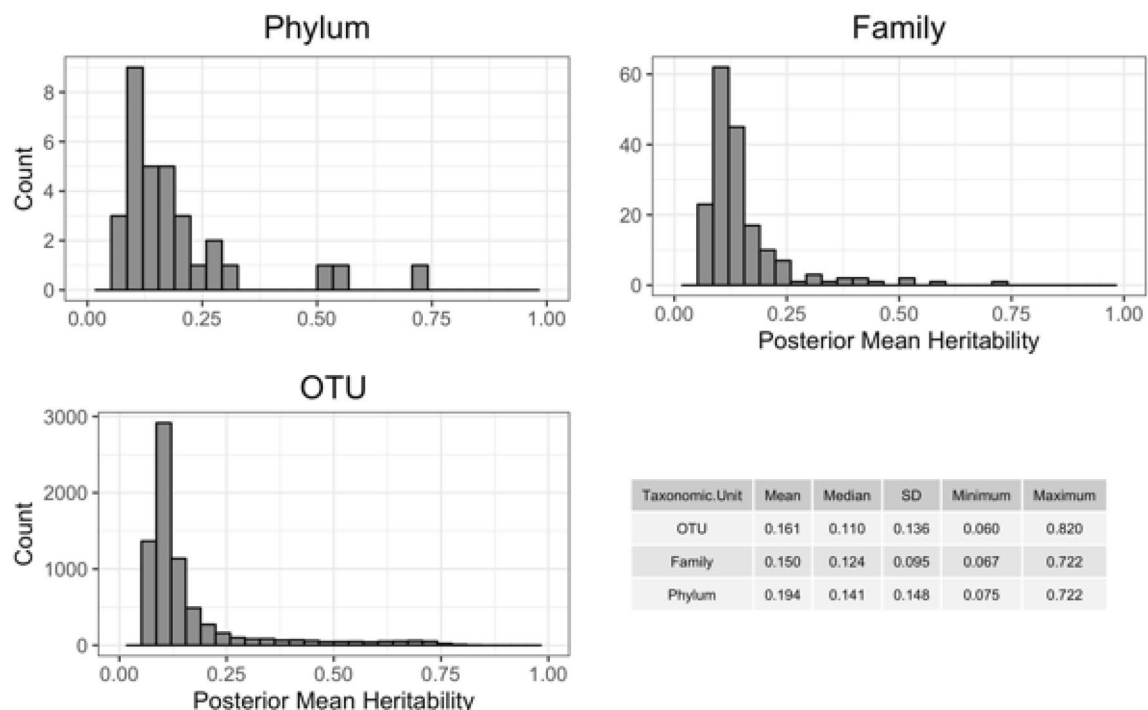 Phylum
Count
8
6
4
2
0
0.00 0.25 0.50 0.75 1.00
Family
60
40
20
0
0.00 0.25 0.50 0.75 1.00
Posterior Mean Heritability
OTU
Count
3000
2000
1000
0
0.00 0.25 0.50 0.75 1.00
Posterior Mean Heritability
Taxonomic.Unit Mean Median SD Minimum Maximum
OTU 0.161 0.110 0.136 0.060 0.820
Family 0.150 0.124 0.095 0.067 0.722
Phylum 0.194 0.141 0.148 0.075 0.722